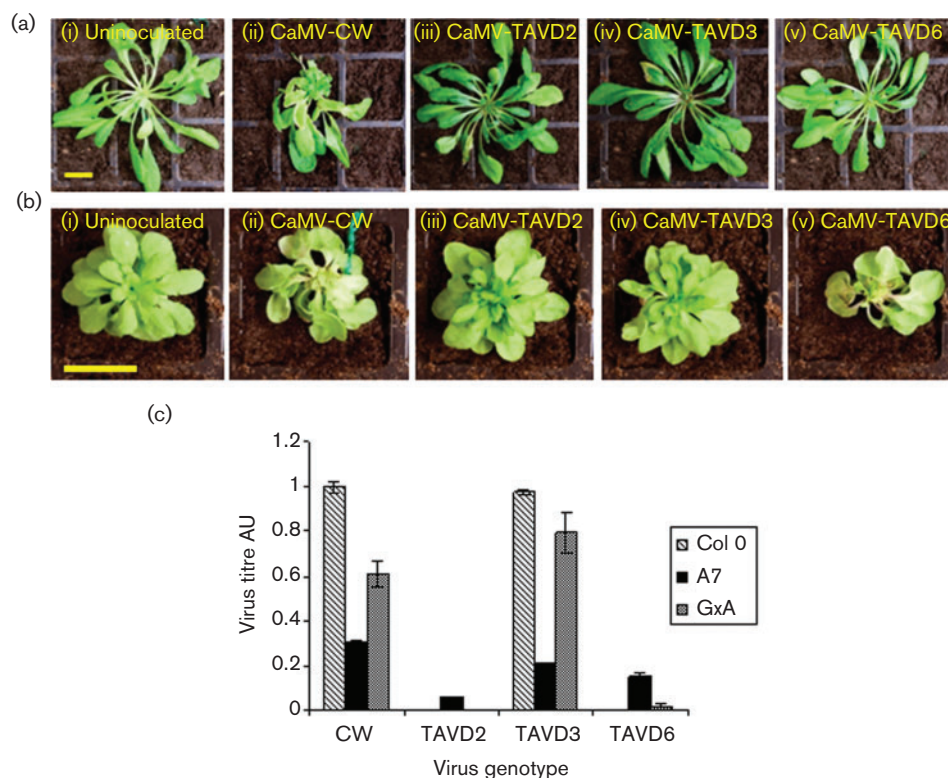 (a)
(i) Uninoculated
(ii) CaMV-CW
(iii) CaMV-TAVD2
(iv) CaMV-TAVD3
(v) CaMV-TAVD6
(b)
(i) Uninoculated
(ii) CaMV-CW
(iii) CaMV-TAVD2
(iv) CaMV-TAVD3
(v) CaMV-TAVD6
(c)
1.2
1
0.8
0.6
0.4
0.2
0
Virus titre AU
Col 0
A7
GxA
CW
TAVD2
TAVD3
TAVD6
Virus genotype